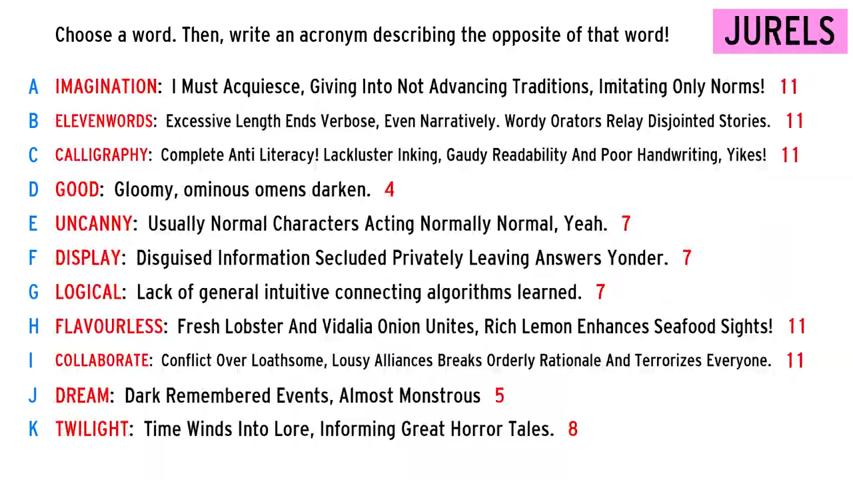 Choose a word. Then, write an acronym describing the opposite of that word!
JURELS
A IMAGINATION: I Must Acquiesce, Giving Into Not Advancing Traditions, Imitating Only Norms! 11
B ELEVENWORDS: Excessive Length Ends Verbose, Even Narratively. Wordy Orators Relay Disjointed Stories. 11
C CALLIGRAPHY: Complete Anti Literacy! Lackluster Inking, Gaudy Readability And Poor Handwriting, Yikes! 11
D GOOD: Gloomy, ominous omens darken. 4
E UNCANNY: Usually Normal Characters Acting Normally Normal, Yeah. 7
F DISPLAY: Disguised Information Secluded Privately Leaving Answers Yonder. 7
G LOGICAL: Lack of general intuitive connecting algorithms learned. 7
H FLAVOURLESS: Fresh Lobster And Vidalia Onion Unites, Rich Lemon Enhances Seafood Sights! 11
I COLLABORATE: Conflict Over Loathsome, Lousy Alliances Breaks Orderly Rationale And Terrorizes Everyone. 11
J DREAM: Dark Remembered Events, Almost Monstrous 5
K TWILIGHT: Time Winds Into Lore, Informing Great Horror Tales. 8